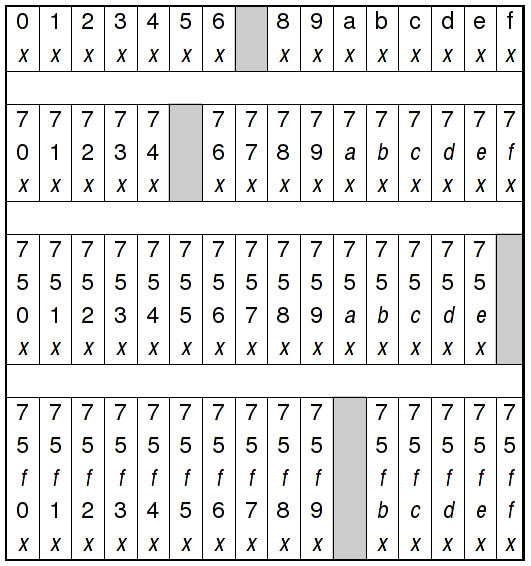 0 1 2 3 4 5 6 8 9 a b c d e f
x x x x x x x x x x x x x x x
7 7 7 7 7 7 7 7 7 7 7 7 7 7 7
0 1 2 3 4 6 7 8 9 a b c d e f
x x x x x x x x x x x x x x x
7 7 7 7 7 7 7 7 7 7 7 7 7 7 7
5 5 5 5 5 5 5 5 5 5 5 5 5 5 5
0 1 2 3 4 5 6 7 8 9 a b c d e
x x x x x x x x x x x x x x x
7 7 7 7 7 7 7 7 7 7 7 7 7 7 7
5 5 5 5 5 5 5 5 5 5 5 5 5 5 5
f f f f f f f f f f f f f f f
0 1 2 3 4 5 6 7 8 9 b c d e f
x x x x x x x x x x x x x x x